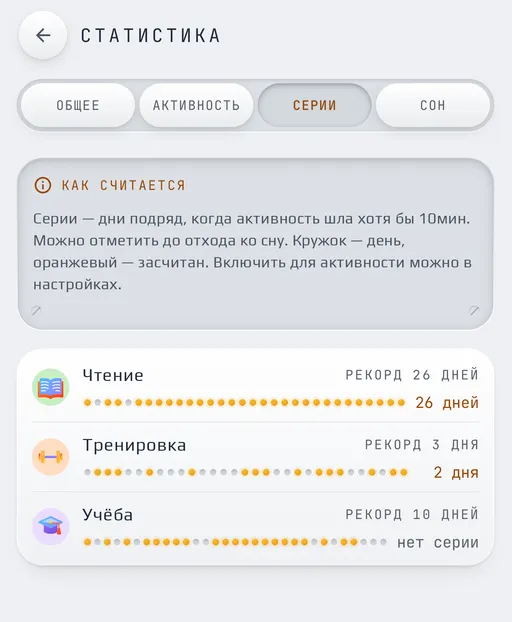 СТАТИСТИКА
ОБЩЕЕ АКТИВНОСТЬ СЕРИИ СОН
КАК СЧИТАЕТСЯ
Серии — дни подряд, когда активность шла хотя бы 10мин.
Можно отметить до отхода ко сну. Кружок — день,
оранжевый — засчитан. Включить для активности можно в
настройках.
Чтение РЕКОРД 26 ДНЕЙ
26 дней
Тренировка РЕКОРД 3 ДНЯ
2 дня
Учёба РЕКОРД 10 ДНЕЙ
нет серии